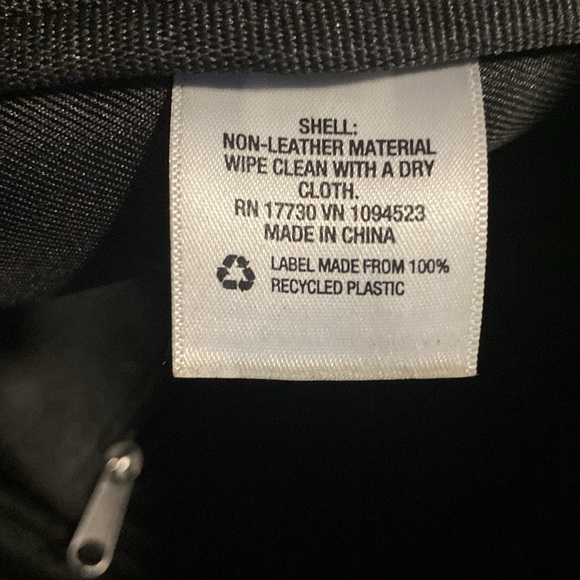 SHELL:
NON-LEATHER MATERIAL
WIPE CLEAN WITH A DRY
CLOTH.
RN 17730 VN 1094523
MADE IN CHINA
LABEL MADE FROM 100%
RECYCLED PLASTIC